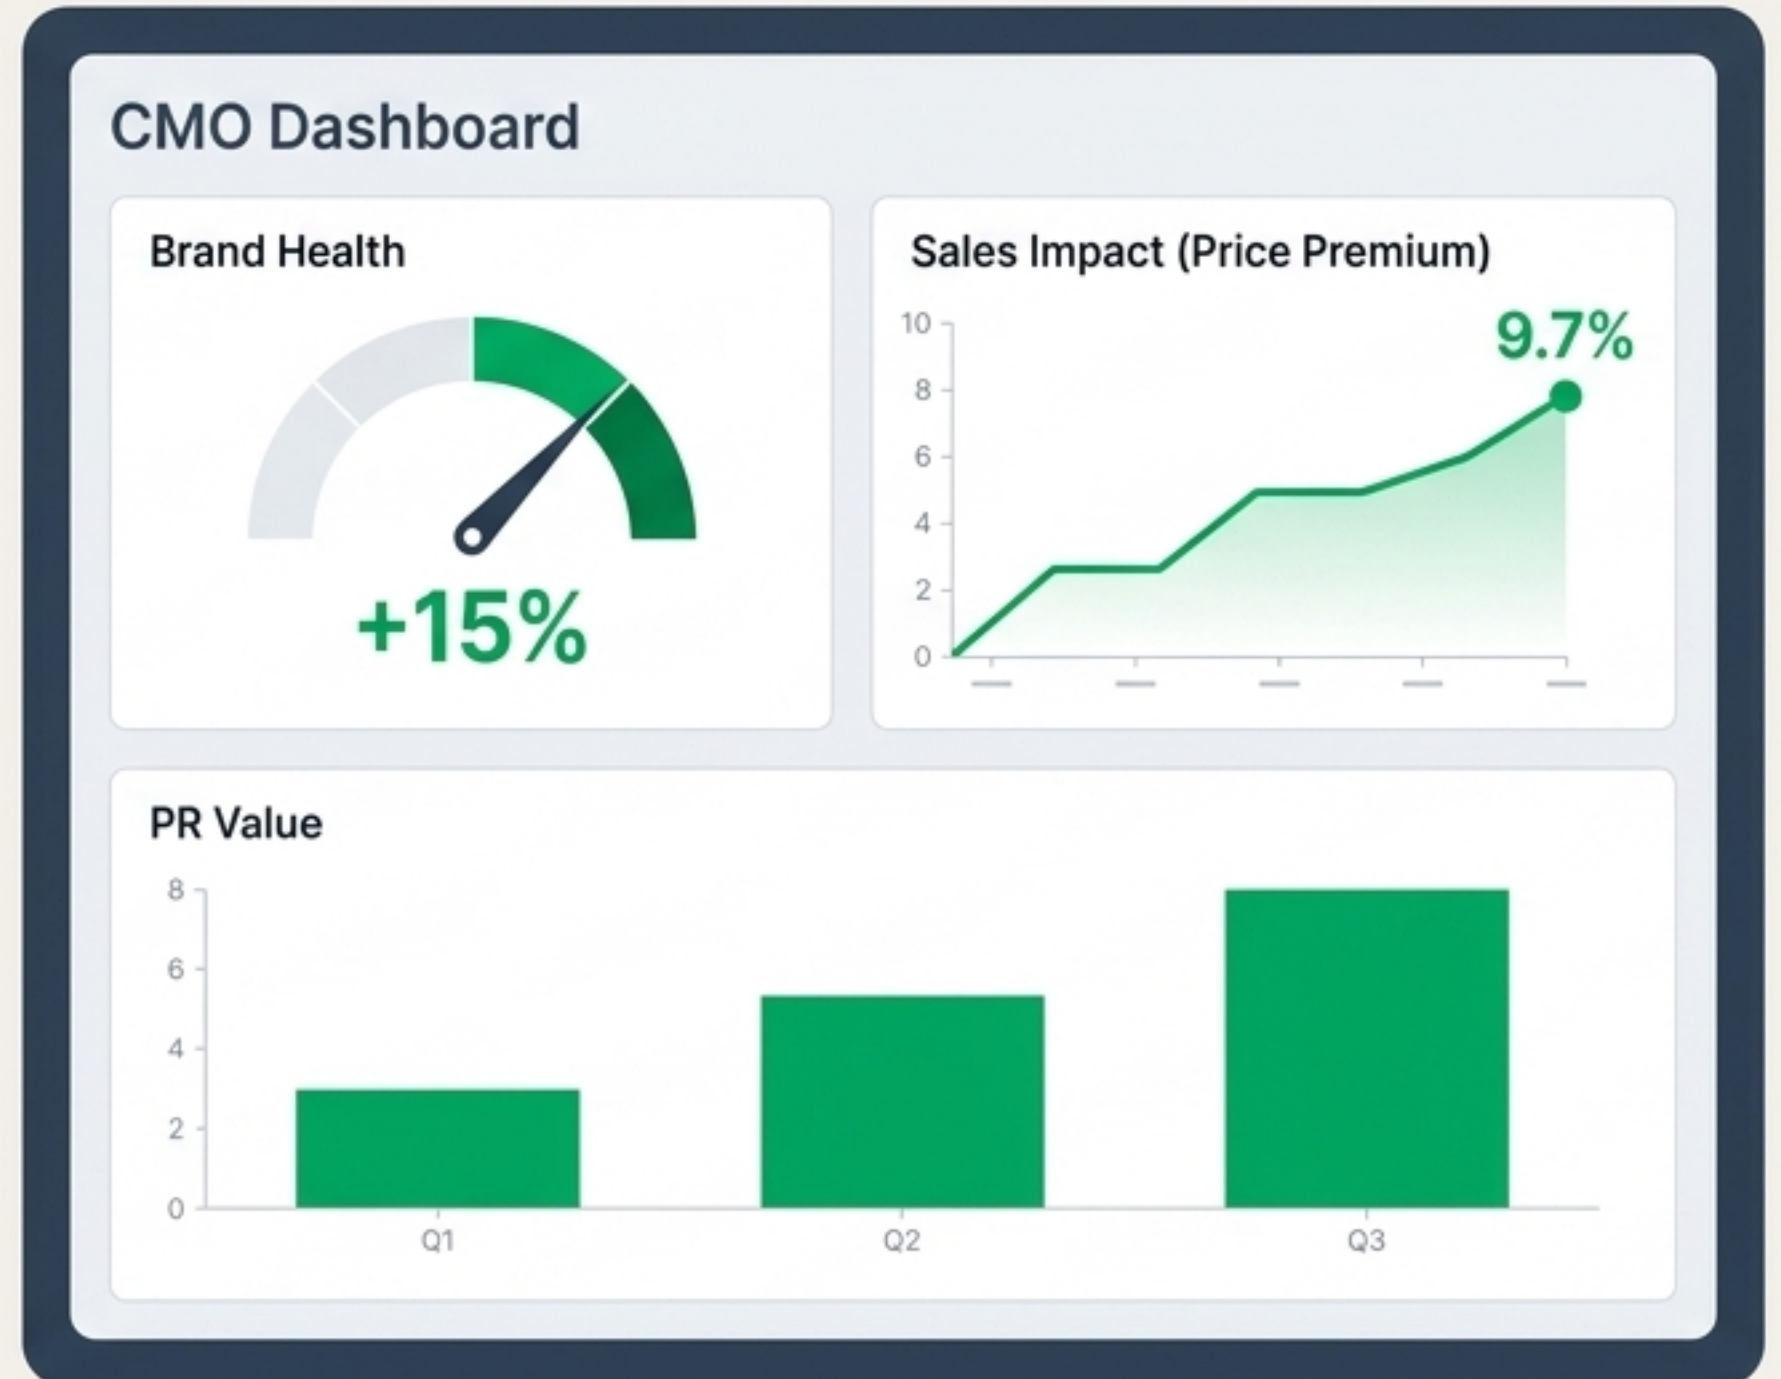 CMO Dashboard
Brand Health
+15%
Sales Impact (Price Premium)
9.7%
10
8
6
4
2
0
PR Value
8
6
4
2
0
Q1 Q2 Q3